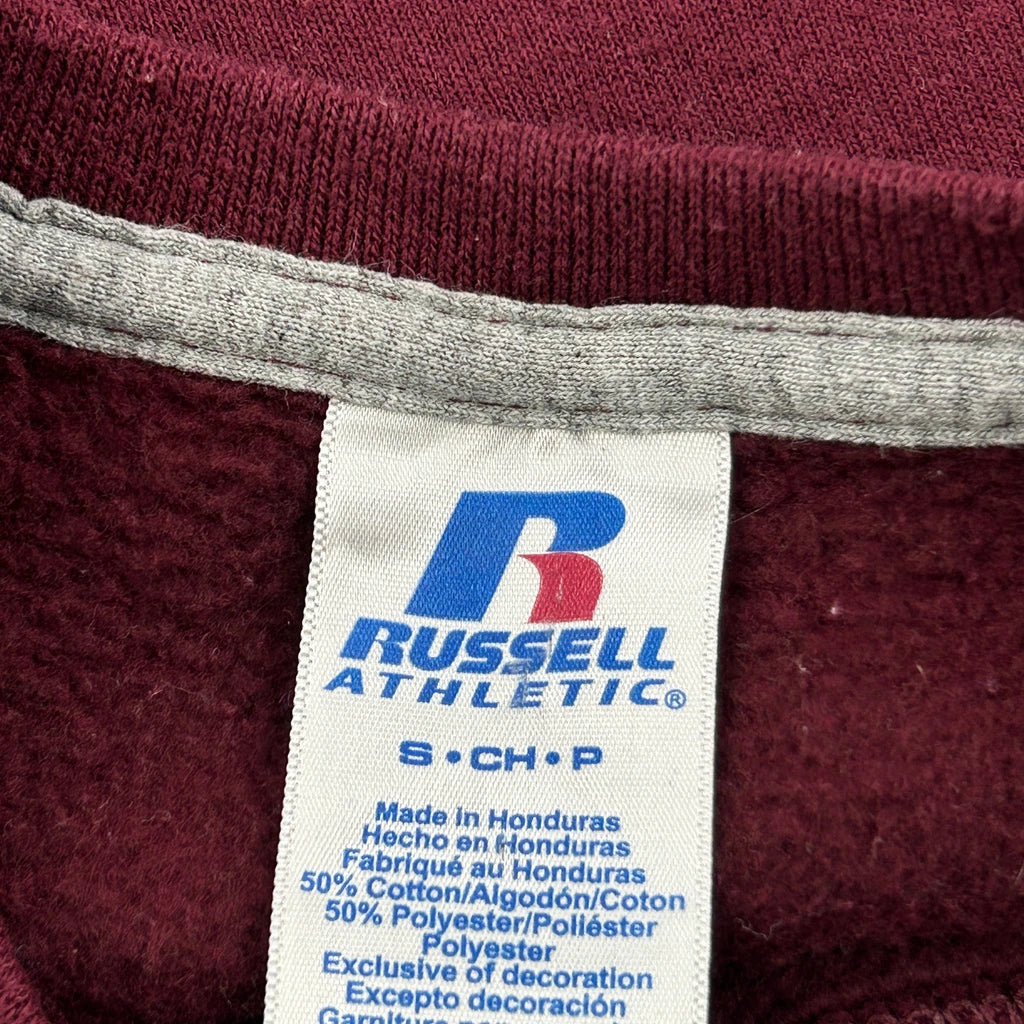 R
RUSSELL
ATHLETIC®
S • CH • P
Made in Honduras
Hecho en Honduras
Fabriqué au Honduras
50% Cotton/Algodón/Coton
50% Polyester/Poliéster
Polyester
Exclusive of decoration
Excepto decoración
Garniture